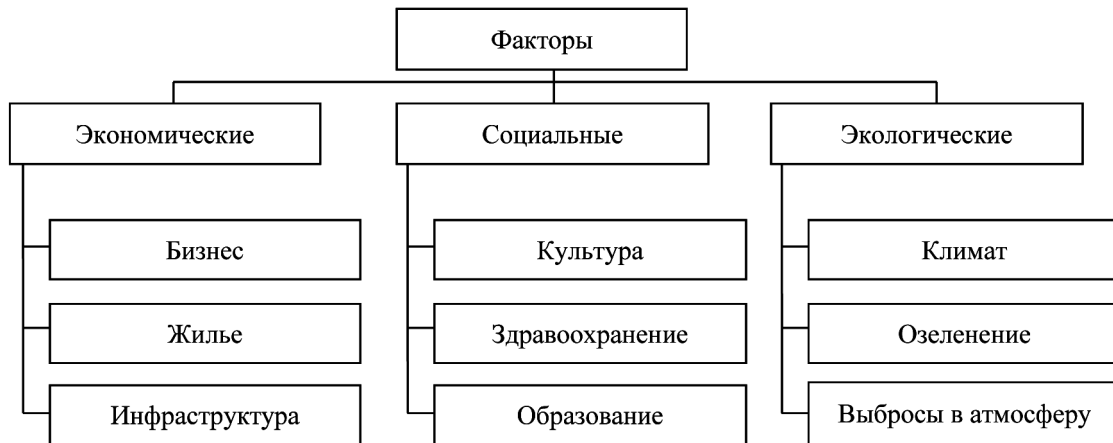 Факторы
Экономические
Социальные
Экологические
Бизнес
Культура
Климат
Жилье
Здравоохранение
Озеленение
Инфраструктура
Образование
Выбросы в атмосферу